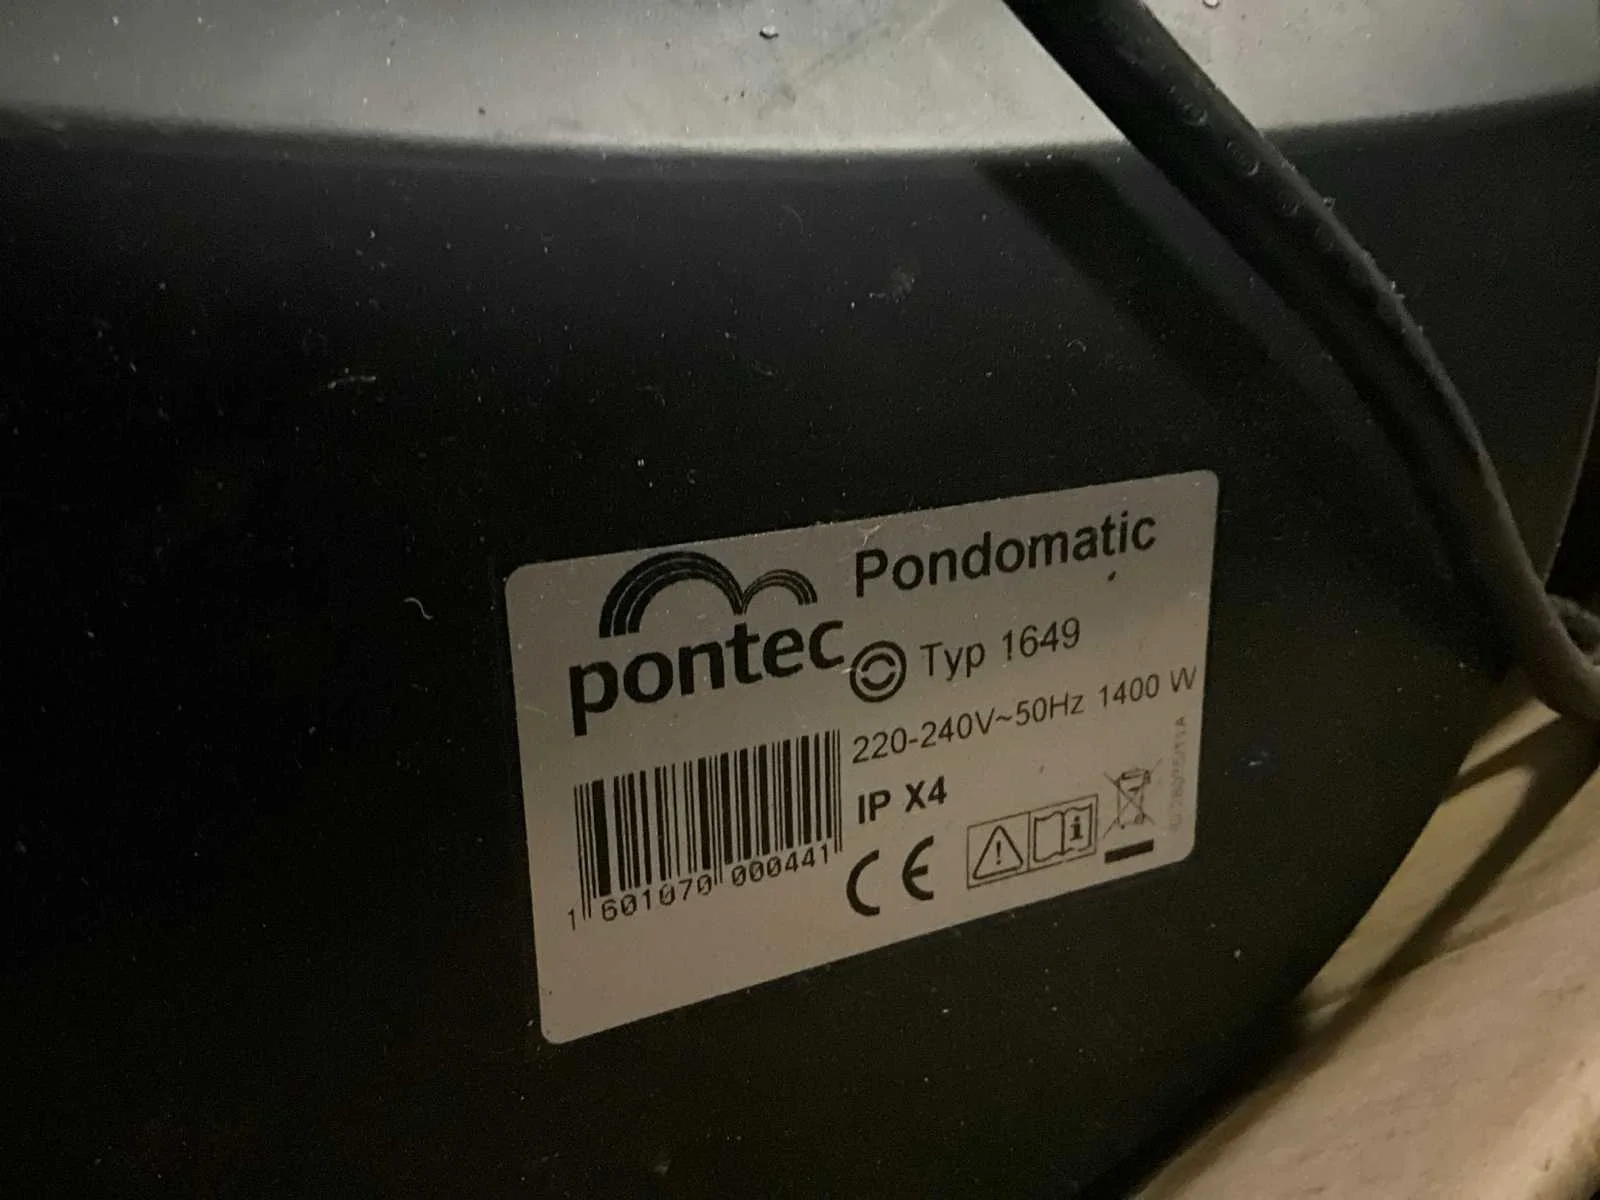 pontec
Pondomatic
Typ 1649
220-240V~50Hz 1400 W
IP X4
CE
1 601070 000441